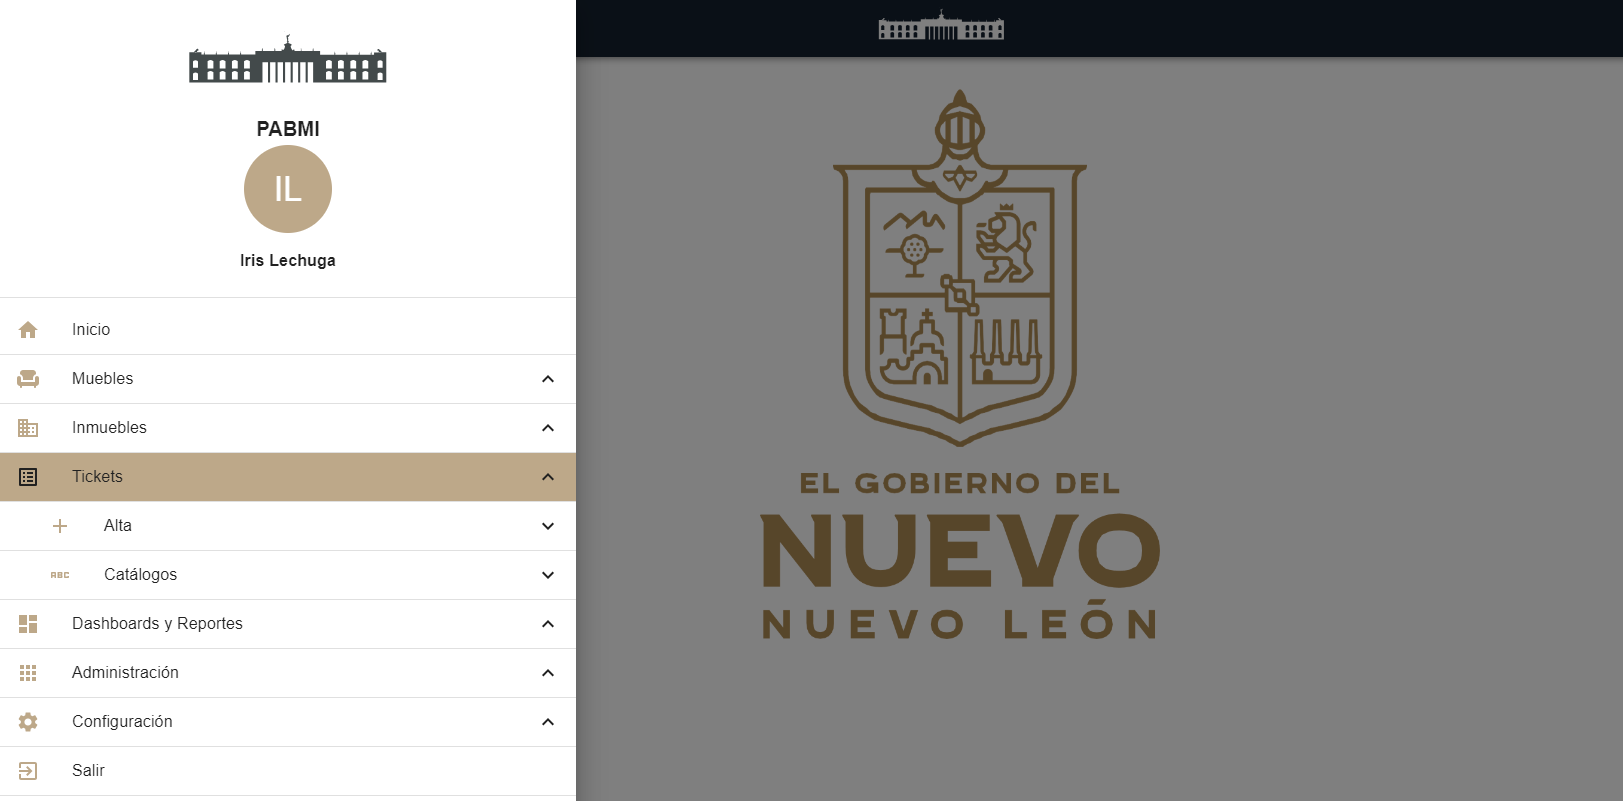 PABMI
IL
Iris Lechuga
Inicio
Muebles
Inmuebles
Tickets
Alta
ABC Catálogos
Dashboards y Reportes
Administración
Configuración
Salir
EL GOBIERNO DEL
NUEVO
NUEVO LEÓN